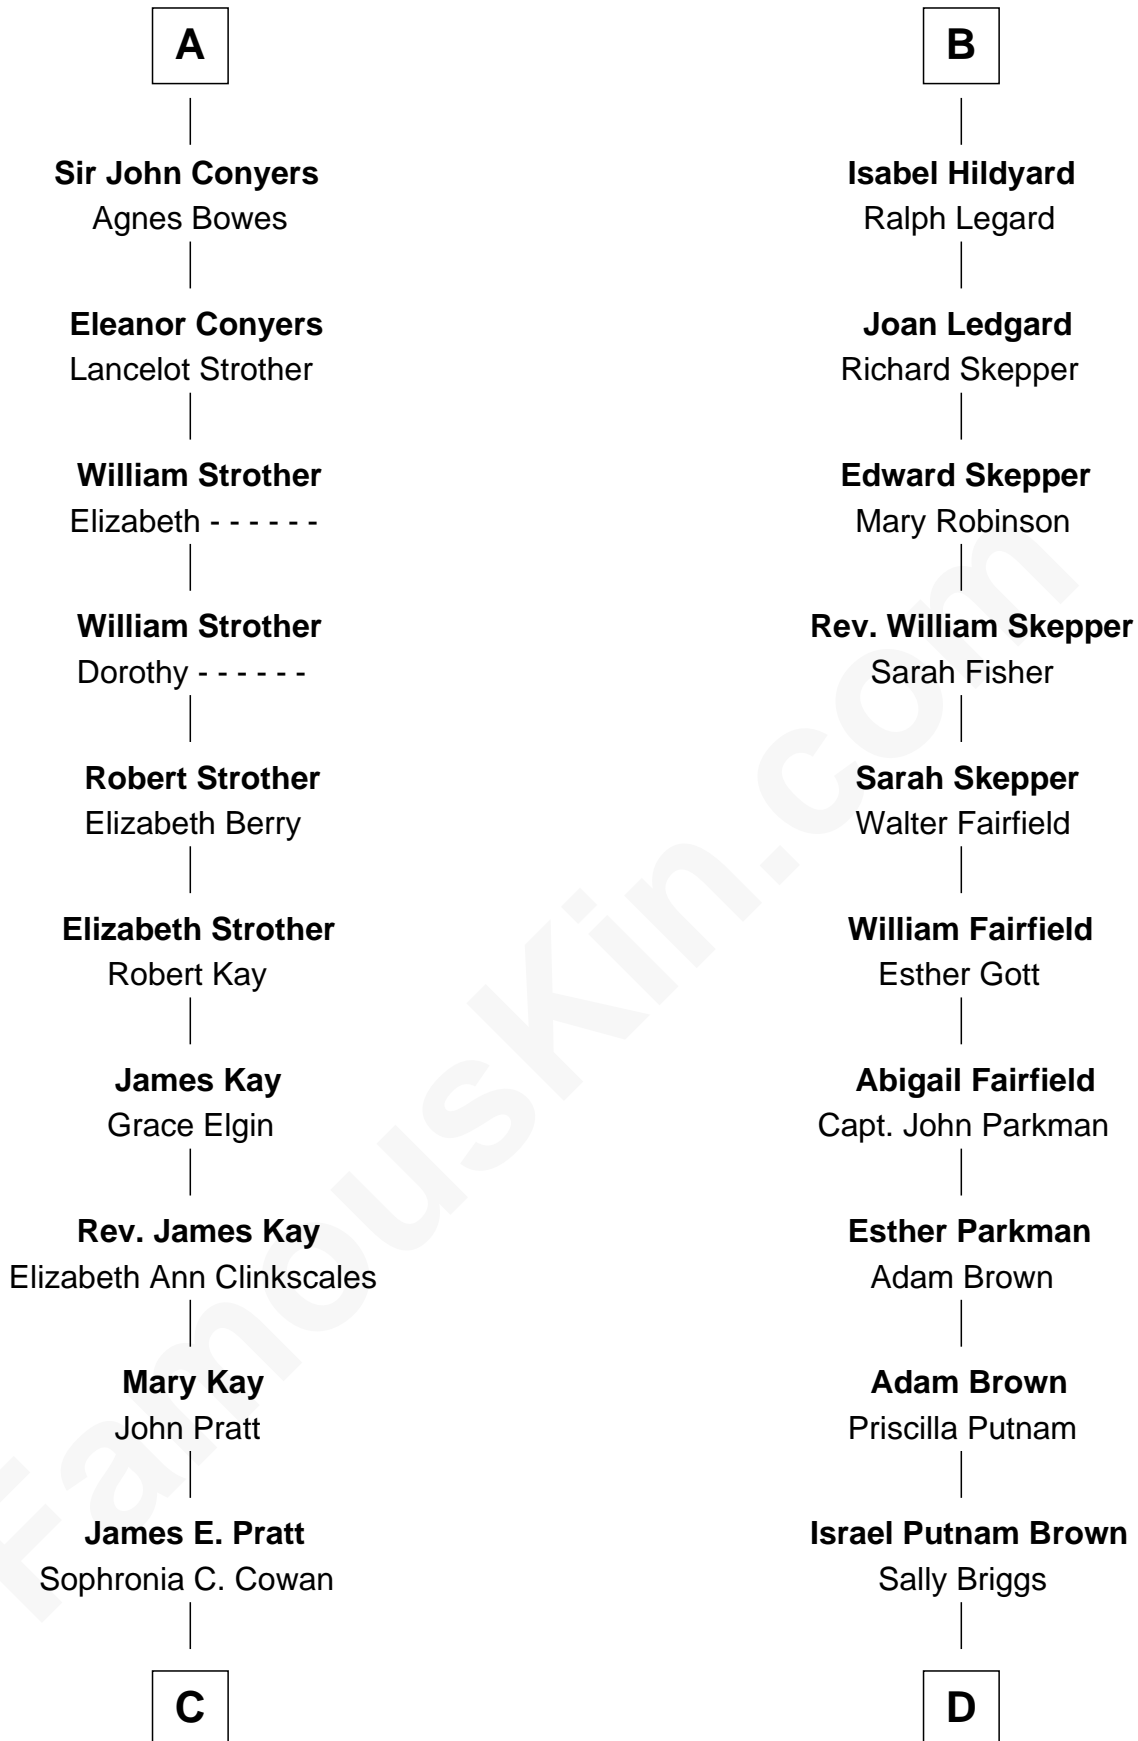 A
Sir John Conyers
Agnes Bowes
Eleanor Conyers
Lancelot Strother
William Strother
Elizabeth - - - - - -
William Strother
Dorothy - - - - - -
Robert Strother
Elizabeth Berry
Elizabeth Strother
Robert Kay
James Kay
Grace Elgin
Rev. James Kay
Elizabeth Ann Clinkscales
Mary Kay
John Pratt
James E. Pratt
Sophronia C. Cowan
C
B
Isabel Hildyard
Ralph Legard
Joan Ledgard
Richard Skepper
Edward Skepper
Mary Robinson
Rev. William Skepper
Sarah Fisher
Sarah Skepper
Walter Fairfield
William Fairfield
Esther Gott
Abigail Fairfield
Capt. John Parkman
Esther Parkman
Adam Brown
Adam Brown
Priscilla Putnam
Israel Putnam Brown
Sally Briggs
D
FamousKin.com